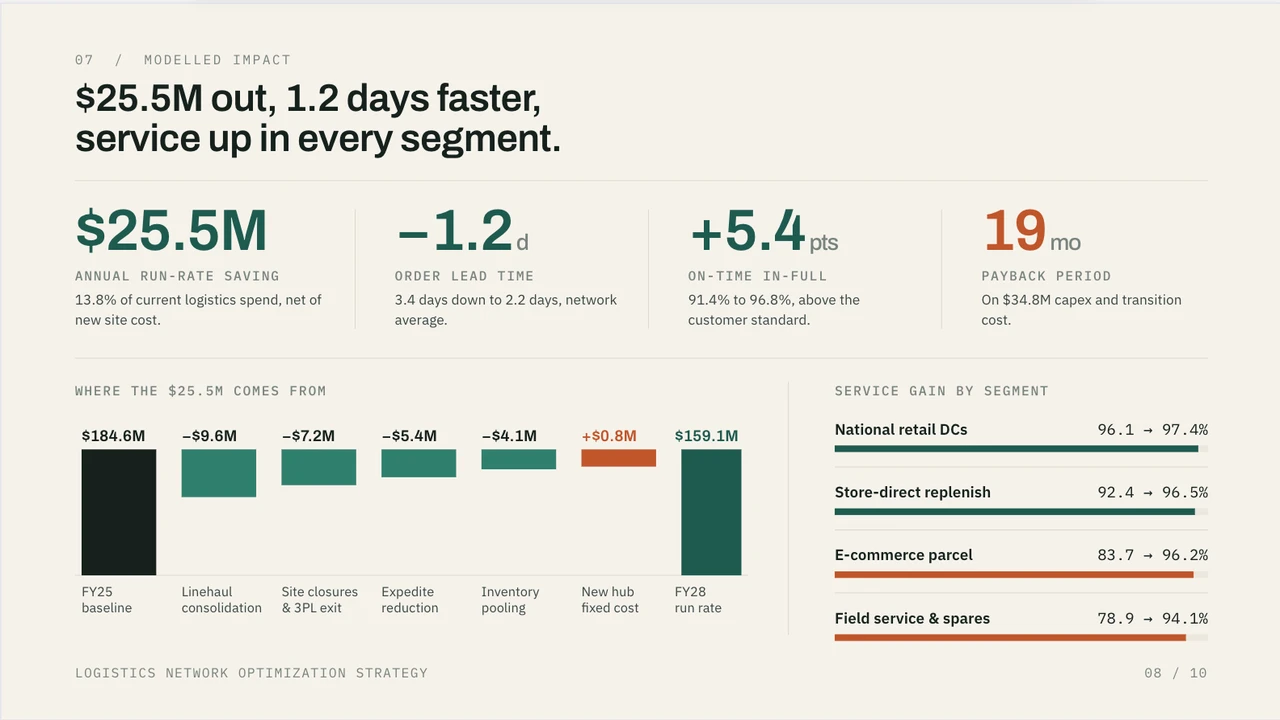 07 / MODELLED IMPACT
$25.5M out, 1.2 days faster,
service up in every segment.
$25.5M
ANNUAL RUN-RATE SAVING
13.8% of current logistics spend, net of
new site cost.
−1.2 d
ORDER LEAD TIME
3.4 days down to 2.2 days, network
average.
+5.4 pts
ON-TIME IN-FULL
91.4% to 96.8%, above the
customer standard.
19 mo
PAYBACK PERIOD
On $34.8M capex and transition
cost.
WHERE THE $25.5M COMES FROM
$184.6M
FY25
baseline
−$9.6M
Linehaul
consolidation
−$7.2M
Site closures
& 3PL exit
−$5.4M
Expedite
reduction
−$4.1M
Inventory
pooling
+$0.8M
New hub
fixed cost
$159.1M
FY28
run rate
SERVICE GAIN BY SEGMENT
National retail DCs 96.1 → 97.4%
Store-direct replenish 92.4 → 96.5%
E-commerce parcel 83.7 → 96.2%
Field service & spares 78.9 → 94.1%
LOGISTICS NETWORK OPTIMIZATION STRATEGY
08 / 10